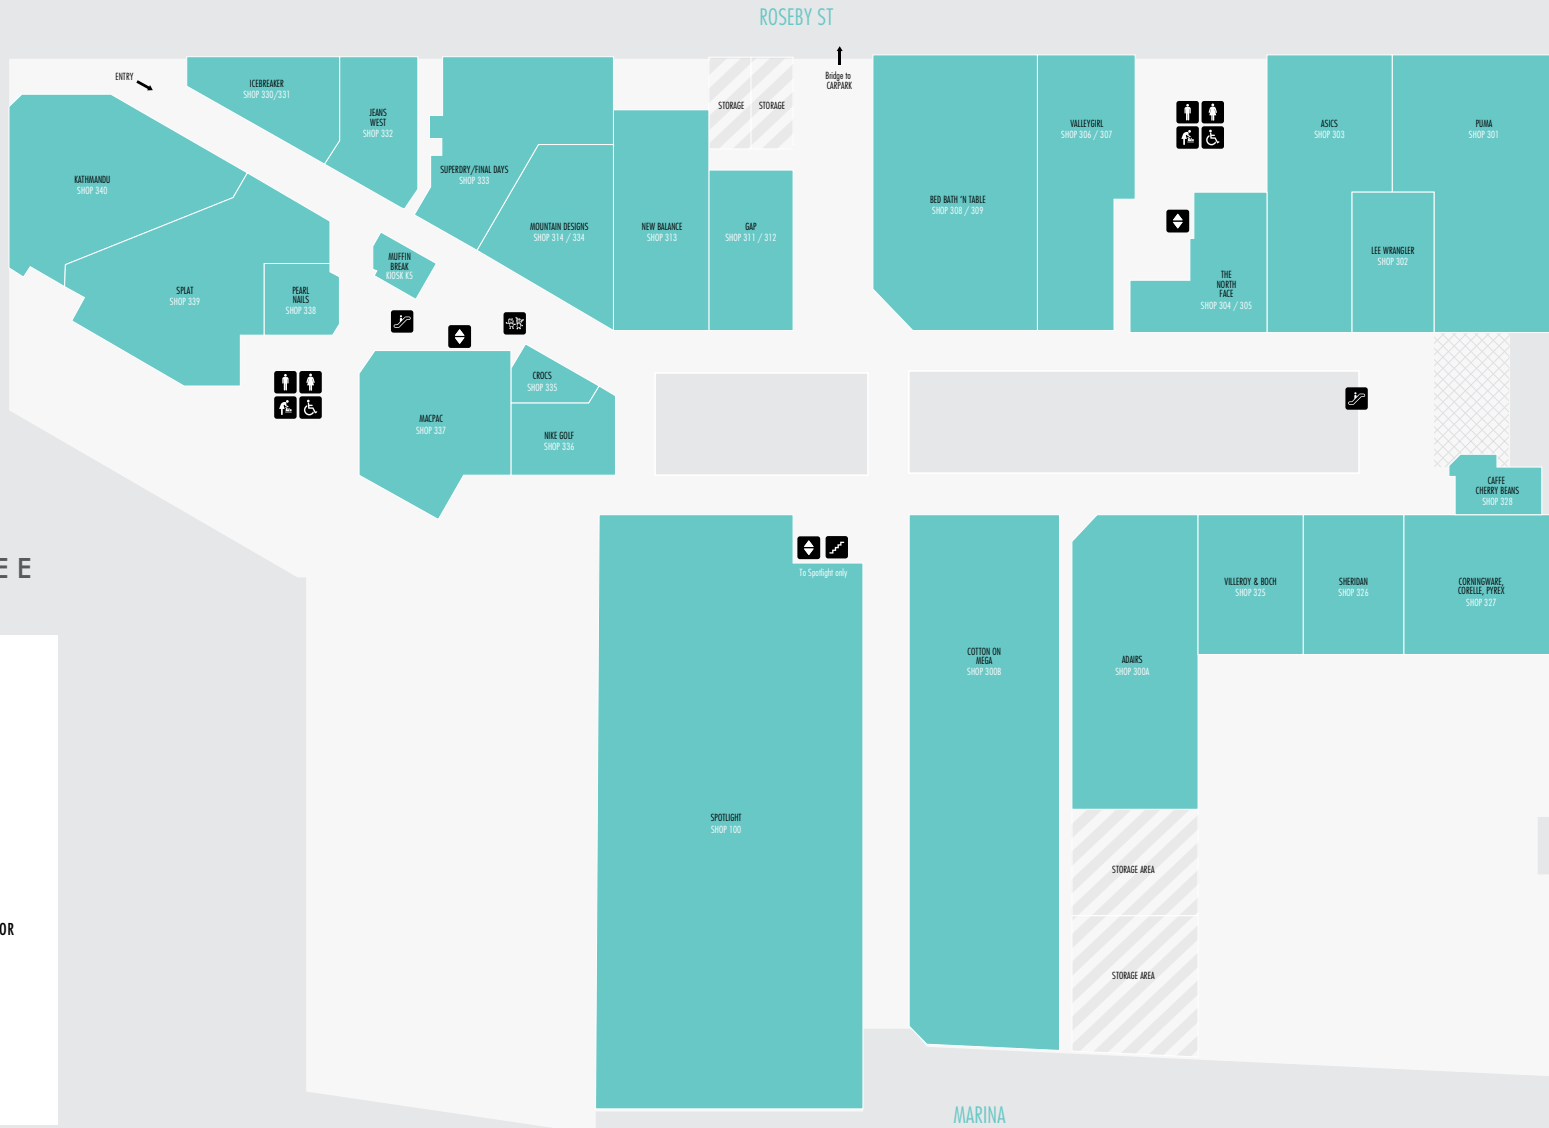 ROSEBY ST
Bridge to
CARPARK
ENTRY
ICEBREAKER
SHOP 330/331
JEANS
WEST
SHOP 332
SUPERDRY/FINAL DAYS
SHOP 333
STORAGE
STORAGE
KATHMANDU
SHOP 340
MOUNTAIN DESIGNS
SHOP 314 / 334
NEW BALANCE
SHOP 313
GAP
SHOP 311 / 312
BED BATH 'N TABLE
SHOP 308 / 309
VALLEYGIRL
SHOP 306 / 307
ASICS
SHOP 303
PUMA
SHOP 301
LEE WRANGLER
SHOP 302
THE
NORTH
FACE
SHOP 304 / 305
MUFFIN
BREAK
KIOSK K5
SPLAT
SHOP 339
PEARL
NAILS
SHOP 338
CROCS
SHOP 335
MACPAC
SHOP 337
NIKE GOLF
SHOP 336
CAFFE
CHERRY BEANS
SHOP 328
To Spotlight only
EE
VILLEROY & BOCH
SHOP 325
SHERIDAN
SHOP 326
CORNINGWARE,
CORELLE, PYREX
SHOP 327
COTTON ON
MEGA
SHOP 300B
ADAIRS
SHOP 300A
SPOTLIGHT
SHOP 100
STORAGE AREA
OR
STORAGE AREA
MARINA